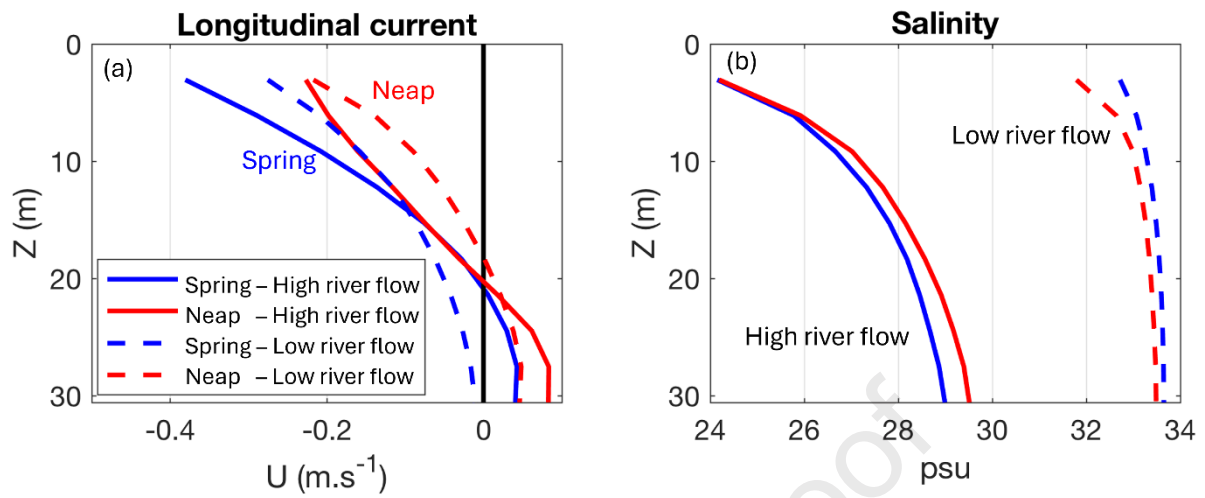 Longitudinal current
(a)
Neap
Spring
Spring – High river flow
Neap – High river flow
Spring – Low river flow
Neap – Low river flow
0
10
20
30
Z (m)
-0.4
-0.2
0
U (m.s⁻¹)
Salinity
(b)
Low river flow
High river flow
0
10
20
30
Z (m)
24
26
28
30
32
34
psu
oof